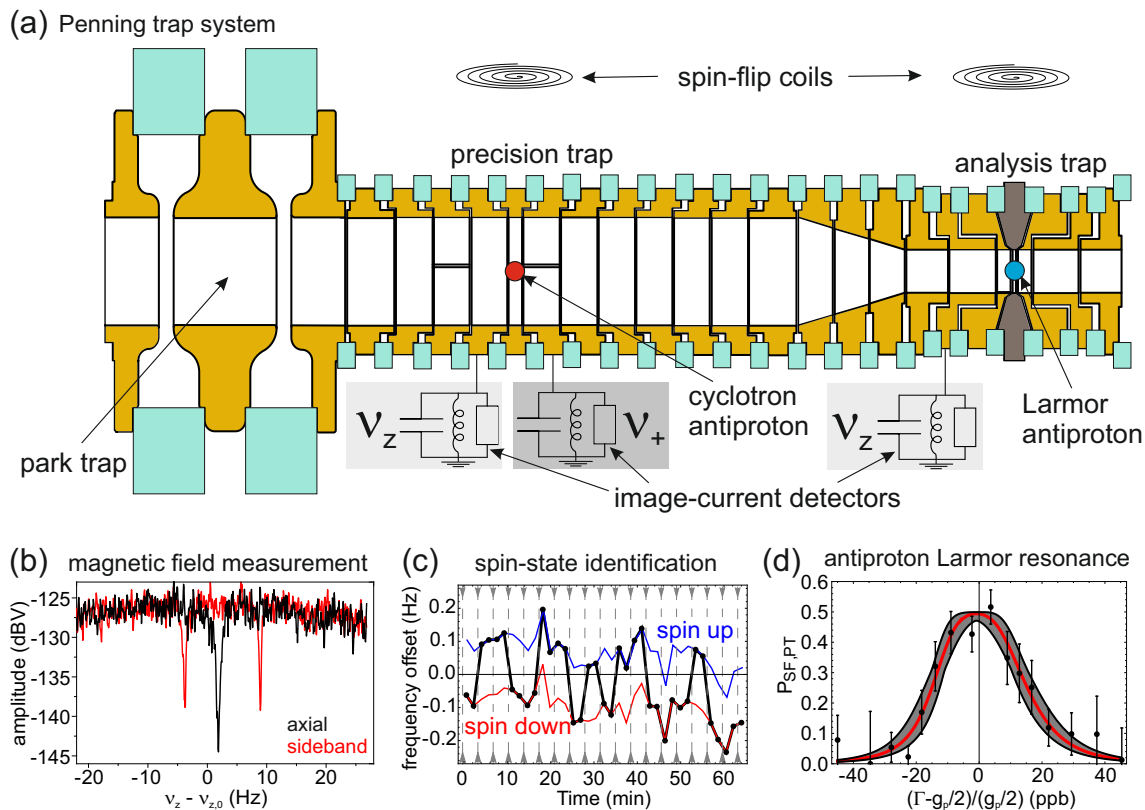 (a) Penning trap system
spin-flip coils
precision trap
analysis trap
park trap
ν_z
ν_+
cyclotron
antiproton
ν_z
Larmor
antiproton
image-current detectors
(b) magnetic field measurement
-125
-130
-135
-140
-145
amplitude (dBV)
axial
sideband
-22 -10 0 10 22
ν_z - ν_z,0 (Hz)
(c) spin-state identification
0.2
0.1
0.0
-0.1
-0.2
frequency offset (Hz)
spin up
spin down
0 10 20 30 40 50 60
Time (min)
(d) antiproton Larmor resonance
0.6
0.5
0.4
0.3
0.2
0.1
0.0
P_SF,PT
-40 -20 0 20 40
(Γ-g_p/2)/(g_p/2) (ppb)